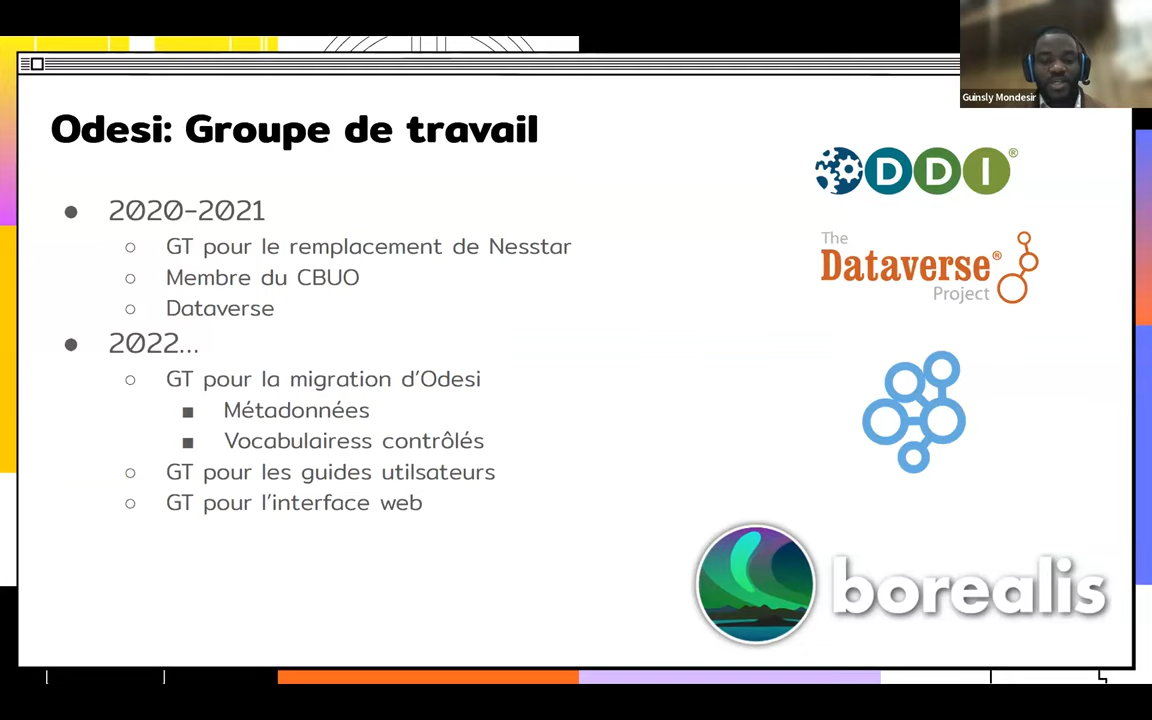 Guinsly Mondesir
Odesi: Groupe de travail
2020-2021
GT pour le remplacement de Nesstar
Membre du CBUO
Dataverse
2022...
GT pour la migration d'Odesi
Métadonnées
Vocabulairess contrôlés
GT pour les guides utilsateurs
GT pour l'interface web
DDI®
The
Dataverse®
Project
borealis